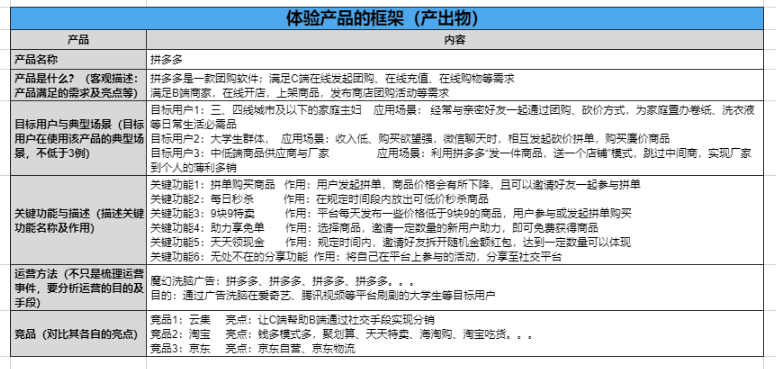 体验产品的框架（产出物）
产品 内容
产品名称 拼多多
产品是什么？（客观描述：产品满足的需求及亮点等）
拼多多是一款团购软件；满足C端在线发起团购、在线充值、在线购物等需求
满足B端商家，在线开店，上架商品，发布商店团购活动等需求
目标用户与典型场景（目标用户在使用该产品的典型场景，不低于3例）
目标用户1：三、四线城市及以下的家庭主妇 应用场景： 经常与亲密好友一起通过团购、砍价方式，为家庭置办卷纸、洗衣液
等日常生活必需品
目标用户2：大学生群体， 应用场景：收入低、购买欲望强，微信聊天时，相互发起砍价拼单，购买廉价商品
目标用户3：中低端商品供应商与厂家 应用场景：利用拼多多“发一件商品，送一个店铺”模式，跳过中间商，实现厂家
到个人的薄利多销
关键功能与描述（描述关键功能名称及作用）
关键功能1：拼单购买商品 作用：用户发起拼单，商品价格会有所下降，且可以邀请好友一起参与拼单
关键功能2：每日秒杀 作用：在规定时间段内放出可低价秒杀商品
关键功能3：9块9特卖 作用：平台每天发布一些价格低于9块9的商品，用户参与或发起拼单购买
关键功能4：助力享免单 作用：选择商品，邀请一定数量的新用户助力，即可免费获得商品
关键功能5：天天领现金 作用：规定时间内，邀请好友拆开随机金额红包，达到一定数量可以体现
关键功能6：无处不在的分享功能 作用：将自己在平台上参与的活动，分享至社交平台
运营方法（不只是梳理运营事件，要分析运营的目的及手段）
魔幻洗脑广告：拼多多、拼多多、拼多多、拼多多。。。
目的：通过广告洗脑在爱奇艺、腾讯视频等平台刷剧的大学生等目标用户
竞品（对比其各自的亮点）
竞品1：云集 亮点：让C端帮助B端通过社交手段实现分销
竞品2：淘宝 亮点：钱多模式多，聚划算、天天特卖、海淘购、淘宝吃货。。。
竞品3：京东 亮点：京东自营、京东物流